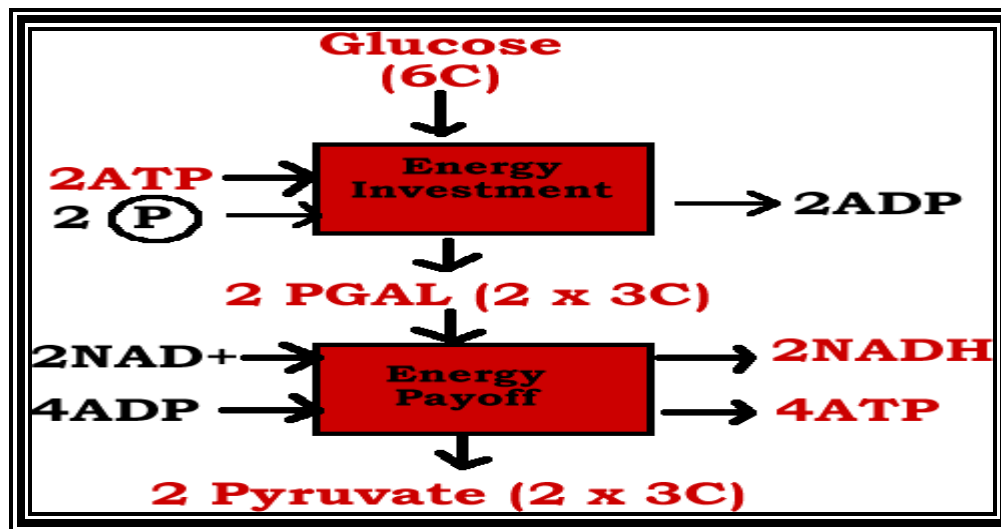 Glucose
(6C)
2ATP
2 P
Energy
Investment
2ADP
2 PGAL (2 x 3C)
2NAD+
4ADP
Energy
Payoff
2NADH
4ATP
2 Pyruvate (2 x 3C)